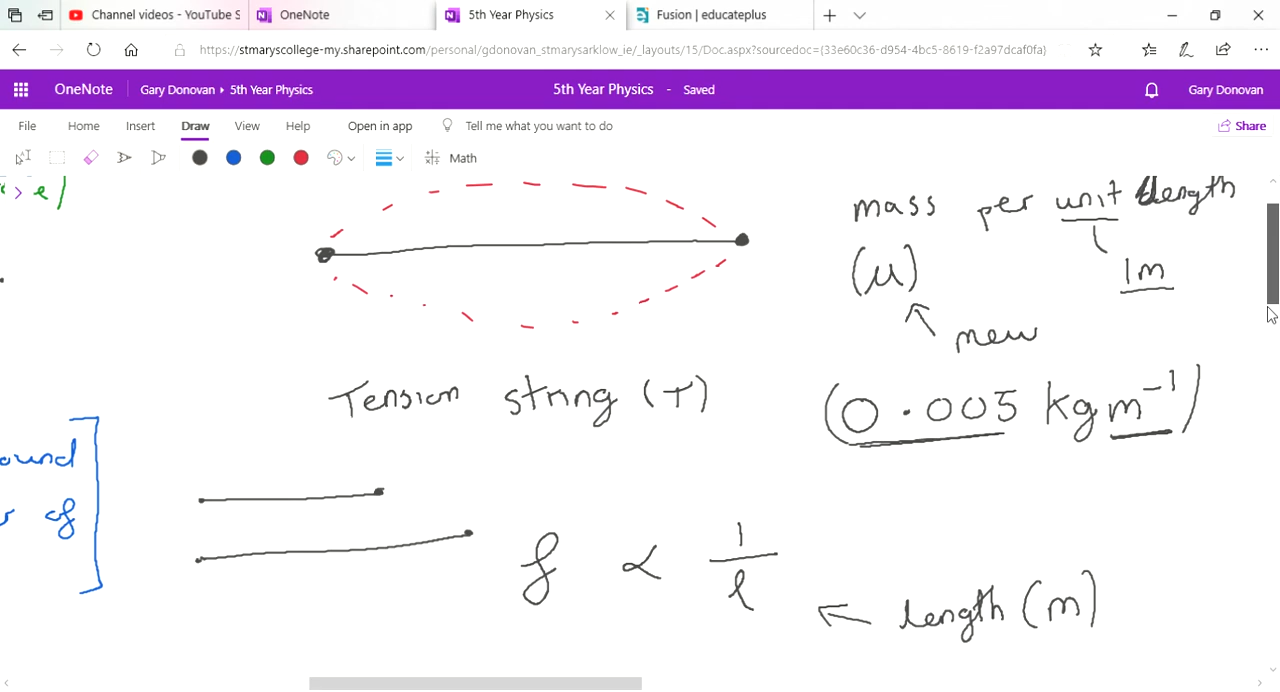 Channel videos - YouTube S
OneNote
5th Year Physics
Fusion | educateplus
https://stmaryscollege-my.sharepoint.com/personal/gdonovan_stmarysarklow_ie/_layouts/15/Doc.aspx?sourcedoc={33e60c36-d954-4bc5-8619-f2a97dcaf0fa}
OneNote Gary Donovan › 5th Year Physics 5th Year Physics - Saved Gary Donovan
File Home Insert Draw View Help Open in app Tell me what you want to do Share
Math
mass per unit length
(μ)
1m
new
Tension string (T)
(0.005 kg m⁻¹)
ound
of
f ∝ 1/l
← length (m)